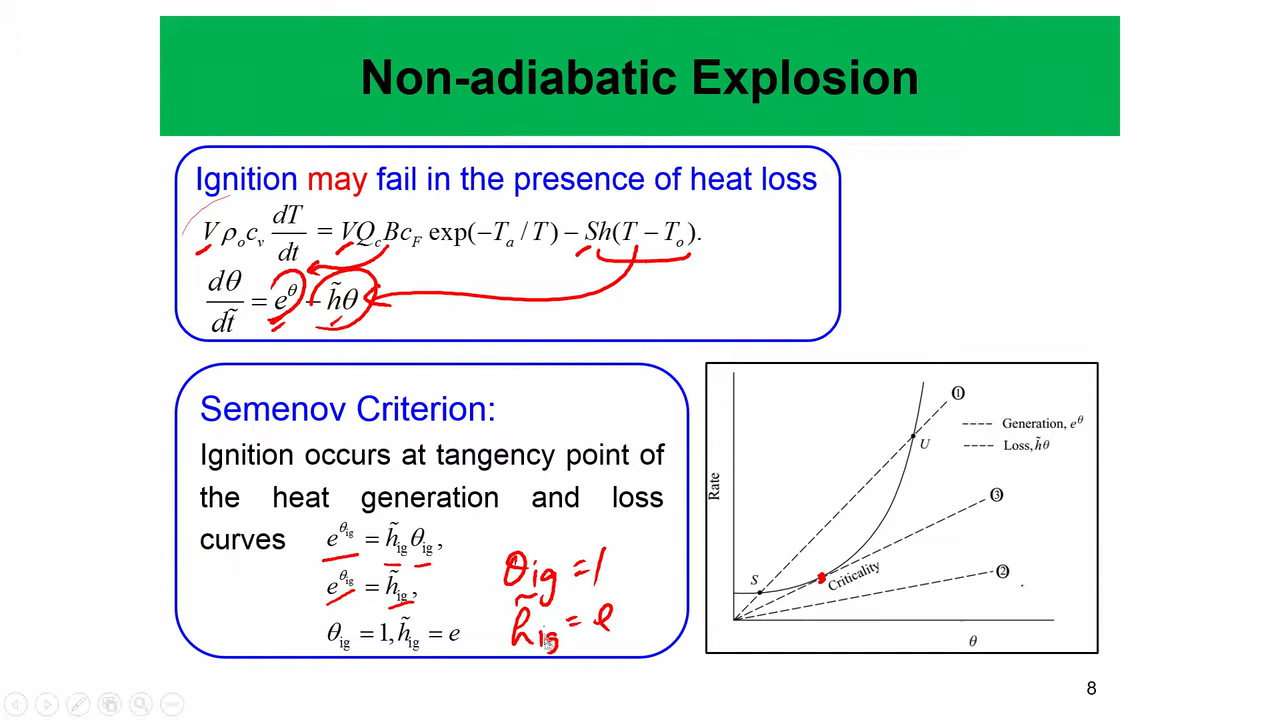 Non-adiabatic Explosion
Ignition may fail in the presence of heat loss
Vρ_o c_v dT/dt = VQ_c Bc_F exp(−T_a / T) − Sh(T − T_o).
dθ/dt̃ = e^θ − h̃θ
Semenov Criterion:
Ignition occurs at tangency point of
the heat generation and loss
curves e^θ_ig = h̃_ig θ_ig,
e^θ_ig = h̃_ig,
θ_ig = 1, h̃_ig = e
θig = 1
h̃ig = e
Rate
①
Generation, e^θ
Loss, h̃θ
U
③
S
Criticality
②
θ
8